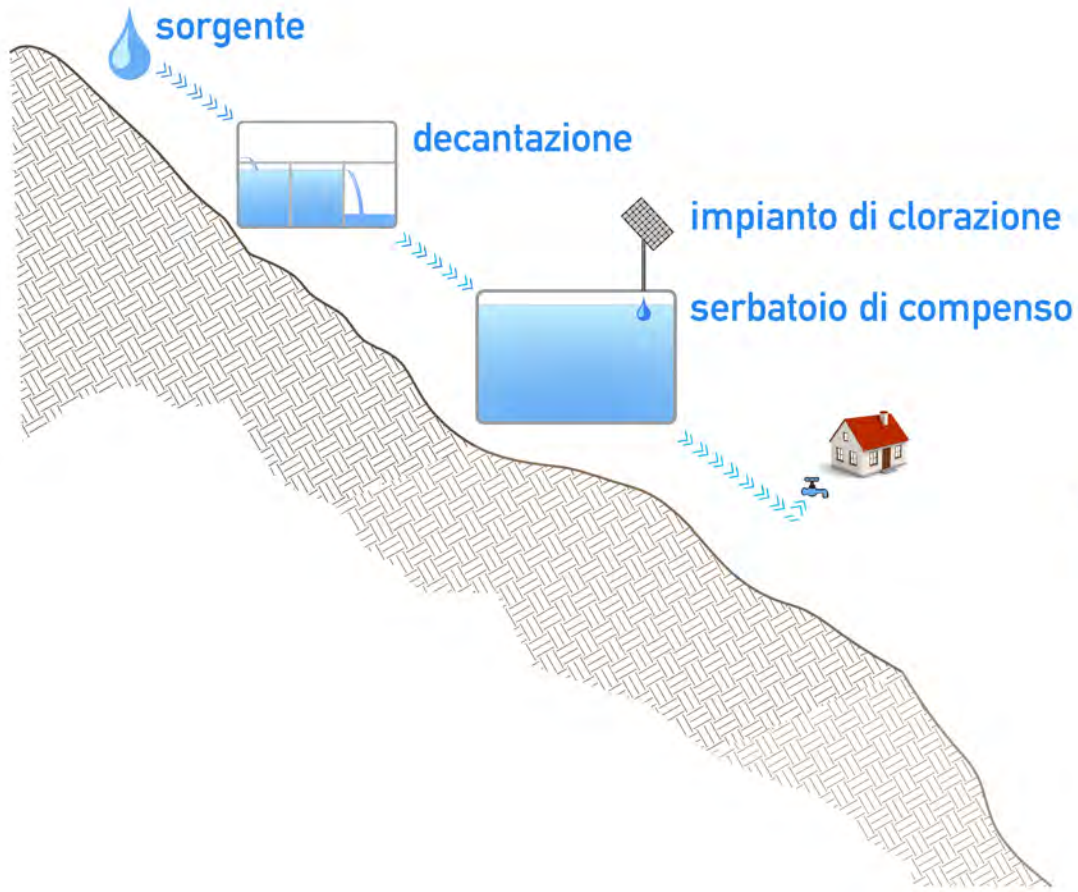 sorgente
decantazione
impianto di clorazione
serbatoio di compenso